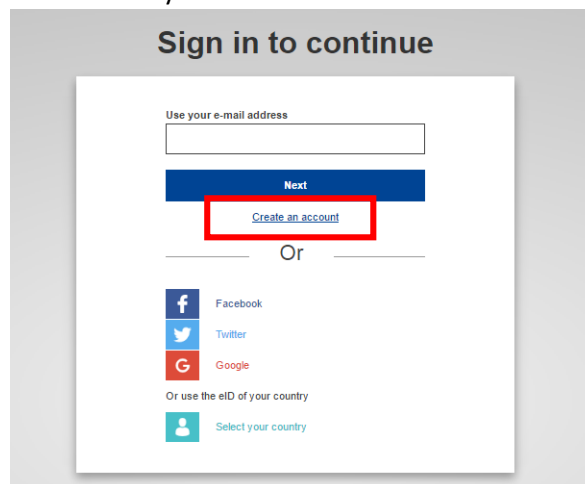 Sign in to continue
Use your e-mail address
Next
Create an account
Or
f Facebook
Twitter
G Google
Or use the eID of your country
Select your country